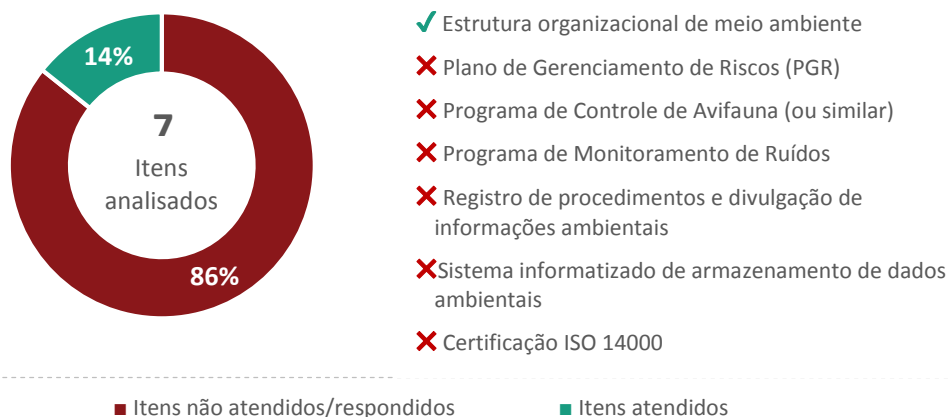 14%
7
Itens
analisados
86%
Estrutura organizacional de meio ambiente
Plano de Gerenciamento de Riscos (PGR)
Programa de Controle de Avifauna (ou similar)
Programa de Monitoramento de Ruídos
Registro de procedimentos e divulgação de
informações ambientais
Sistema informatizado de armazenamento de dados
ambientais
Certificação ISO 14000
Itens não atendidos/respondidos
Itens atendidos